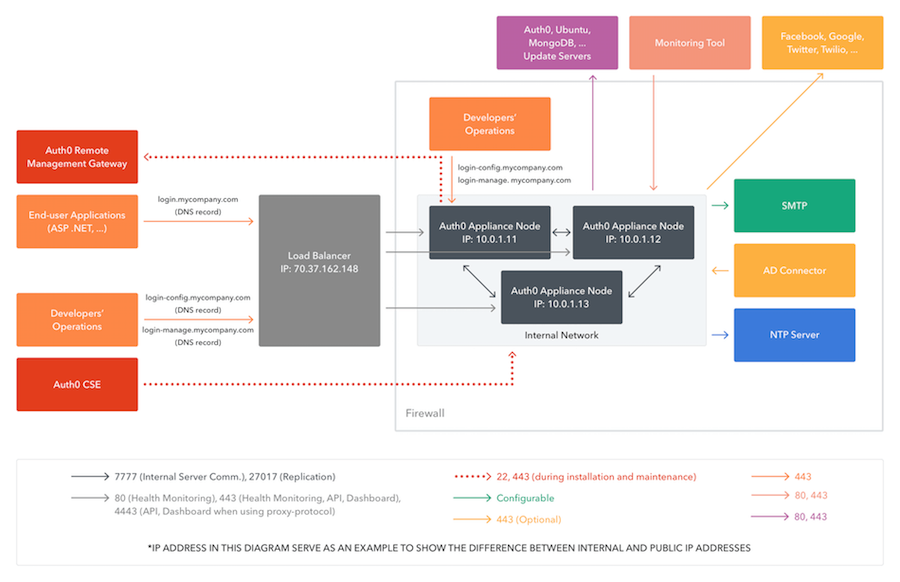 Auth0, Ubuntu,
MongoDB, ...
Update Servers
Monitoring Tool
Facebook, Google,
Twitter, Twilio, ...
Developers'
Operations
Auth0 Remote
Management Gateway
login-config.mycompany.com
login-manage. mycompany.com
End-user Applications
(ASP .NET, ...)
login.mycompany.com
(DNS record)
Load Balancer
IP: 70.37.162.148
Auth0 Appliance Node
IP: 10.0.1.11
Auth0 Appliance Node
IP: 10.0.1.12
Auth0 Appliance Node
IP: 10.0.1.13
Internal Network
SMTP
AD Connector
NTP Server
Developers'
Operations
login-config.mycompany.com
(DNS record)
login-manage.mycompany.com
(DNS record)
Auth0 CSE
Firewall
7777 (Internal Server Comm.), 27017 (Replication)
80 (Health Monitoring), 443 (Health Monitoring, API, Dashboard),
4443 (API, Dashboard when using proxy-protocol)
22, 443 (during installation and maintenance)
Configurable
443 (Optional)
443
80, 443
80, 443
*IP ADDRESS IN THIS DIAGRAM SERVE AS AN EXAMPLE TO SHOW THE DIFFERENCE BETWEEN INTERNAL AND PUBLIC IP ADDRESSES